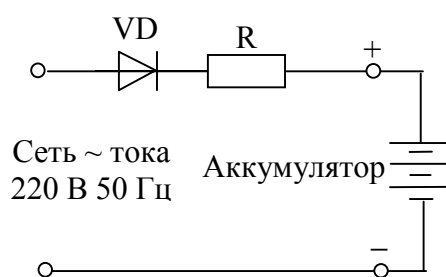 VD
R
+
Сеть ~ тока
220 В 50 Гц
Аккумулятор
−